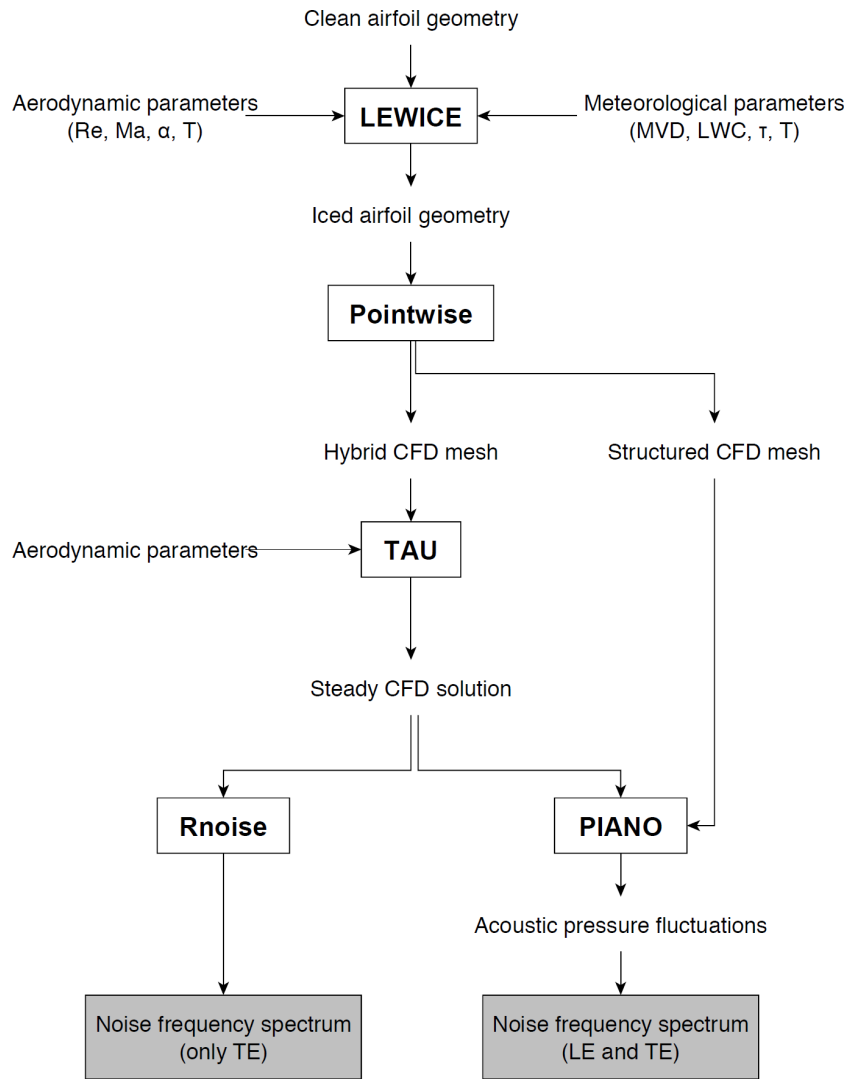 Clean airfoil geometry
Aerodynamic parameters
(Re, Ma, α, T)
LEWICE
Meteorological parameters
(MVD, LWC, τ, T)
Iced airfoil geometry
Pointwise
Hybrid CFD mesh
Structured CFD mesh
Aerodynamic parameters
TAU
Steady CFD solution
Rnoise
PIANO
Acoustic pressure fluctuations
Noise frequency spectrum
(only TE)
Noise frequency spectrum
(LE and TE)